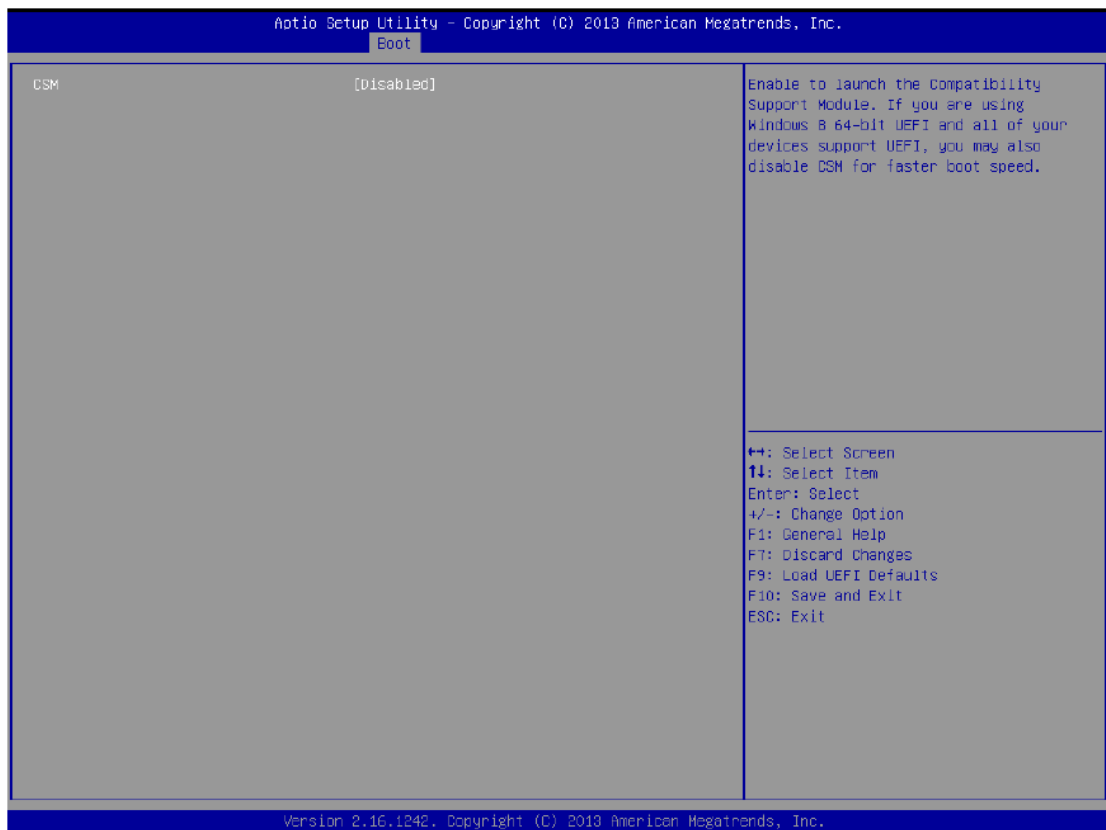 Aptio Setup Utility - Copyright (C) 2013 American Megatrends, Inc.
Boot
CSM [Disabled]
Enable to launch the Compatibility
Support Module. If you are using
Windows 8 64-bit UEFI and all of your
devices support UEFI, you may also
disable CSM for faster boot speed.
↔: Select Screen
↑↓: Select Item
Enter: Select
+/-: Change Option
F1: General Help
F7: Discard Changes
F9: Load UEFI Defaults
F10: Save and Exit
ESC: Exit
Version 2.16.1242. Copyright (C) 2013 American Megatrends, Inc.